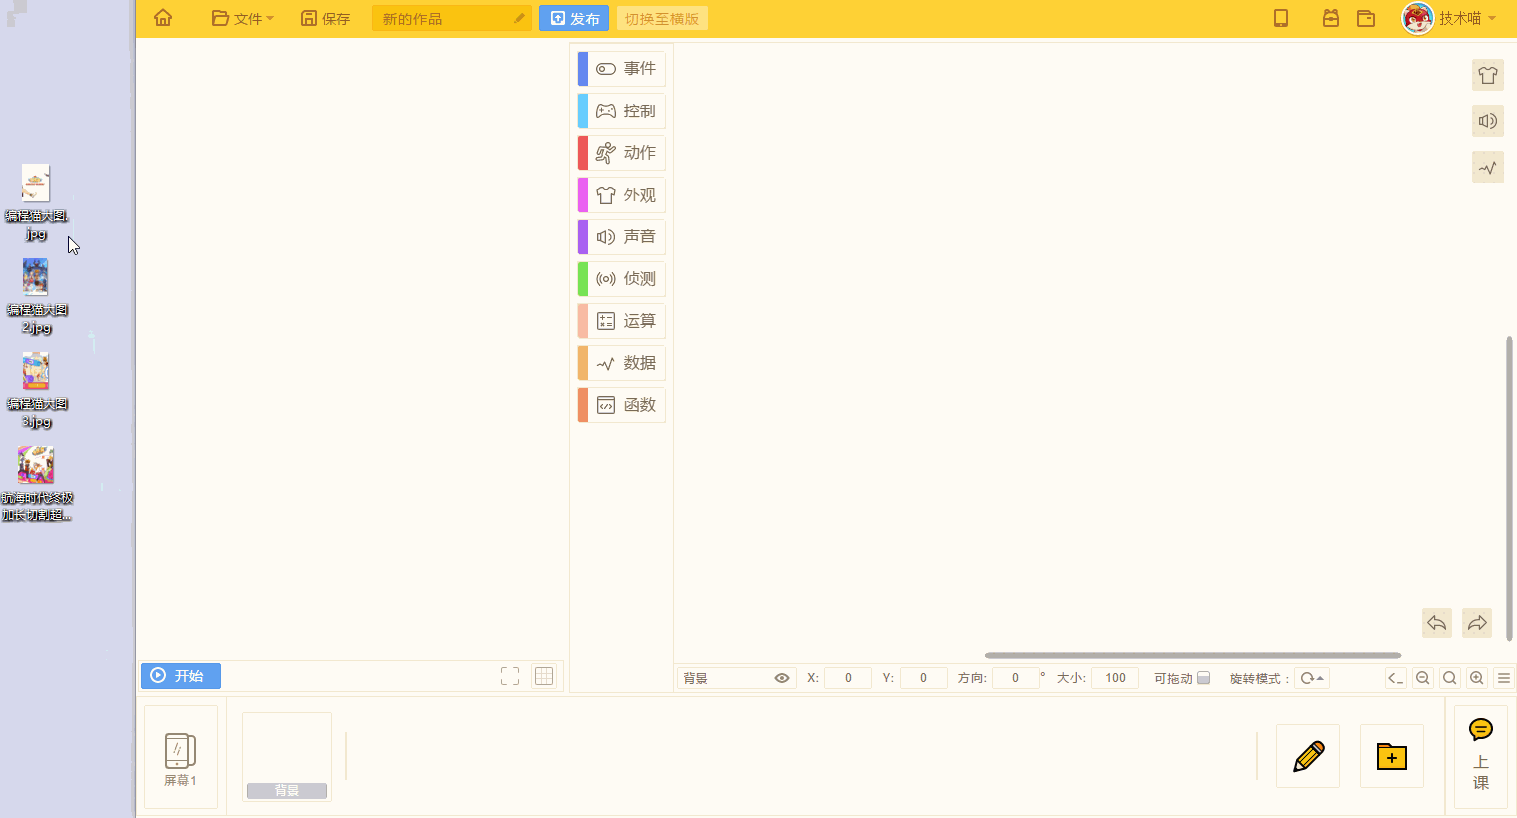 文件
保存
新的作品
发布
切换至横版
技术喵
编程猫大图.
jpg
编程猫大图
2.jpg
编程猫大图
3.jpg
航海时代终极
加长切割超...
事件
控制
动作
外观
声音
侦测
运算
数据
函数
开始
背景
X: 0
Y: 0
方向: 0 °
大小: 100
可拖动
旋转模式 :
屏幕1
背景
上
课